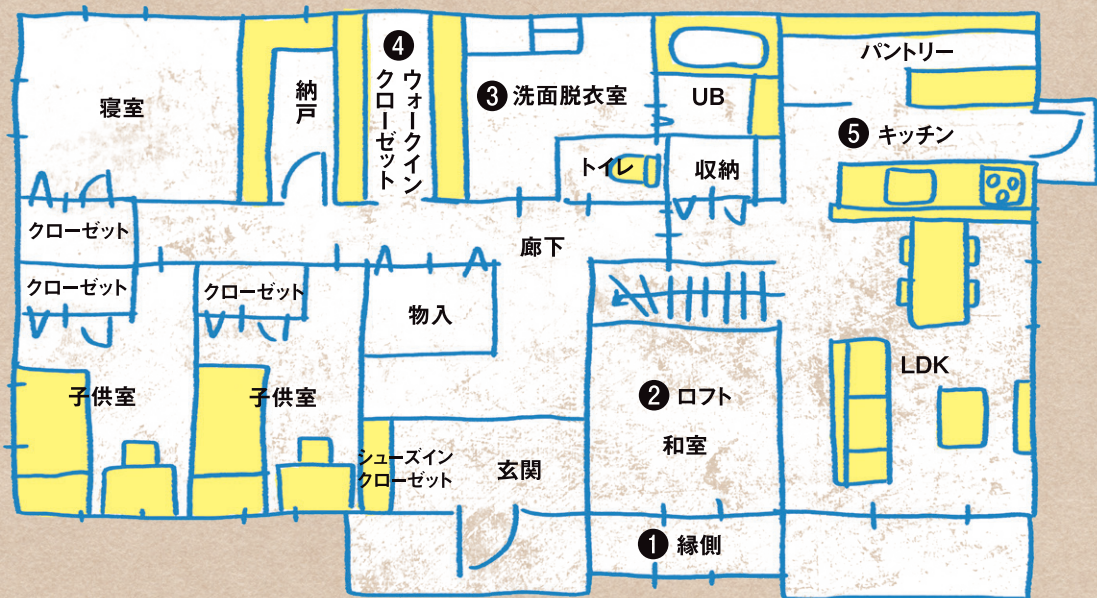 寝室
納戸
❹ ウォークイン
クローゼット
❸ 洗面脱衣室
UB
パントリー
❺ キッチン
トイレ
収納
クローゼット
廊下
クローゼット
クローゼット
物入
LDK
子供室
子供室
❷ ロフト
和室
シューズイン
クローゼット
玄関
❶ 縁側